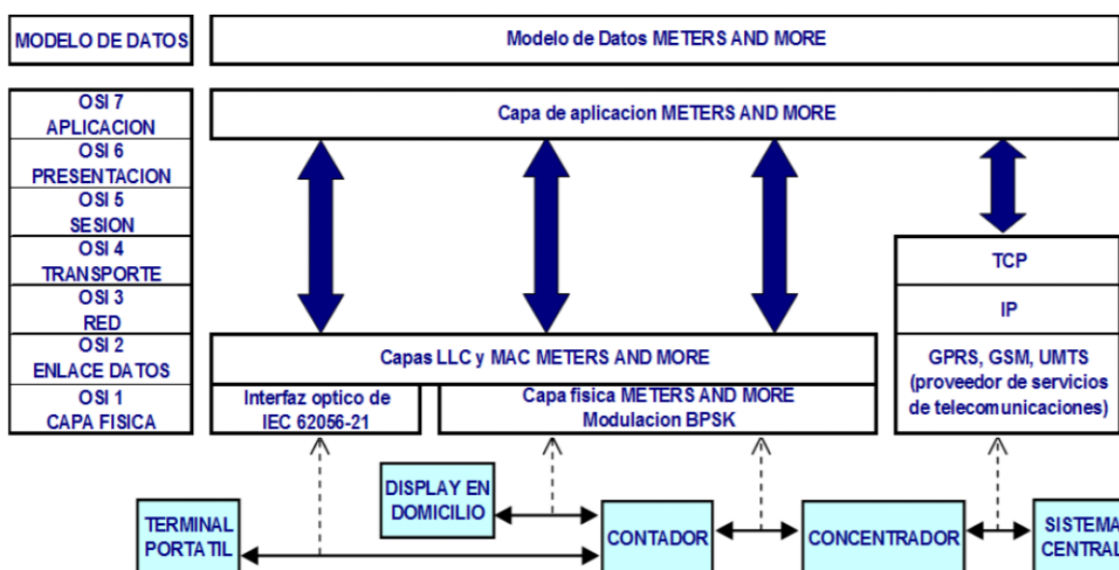 MODELO DE DATOS
Modelo de Datos METERS AND MORE
OSI 7
APLICACION
Capa de aplicacion METERS AND MORE
OSI 6
PRESENTACION
OSI 5
SESION
OSI 4
TRANSPORTE
TCP
OSI 3
RED
IP
OSI 2
ENLACE DATOS
Capas LLC y MAC METERS AND MORE
GPRS, GSM, UMTS
(proveedor de servicios
de telecomunicaciones)
OSI 1
CAPA FISICA
Interfaz optico de
IEC 62056-21
Capa fisica METERS AND MORE
Modulacion BPSK
DISPLAY EN
DOMICILIO
TERMINAL
PORTATIL
CONTADOR
CONCENTRADOR
SISTEMA
CENTRAL